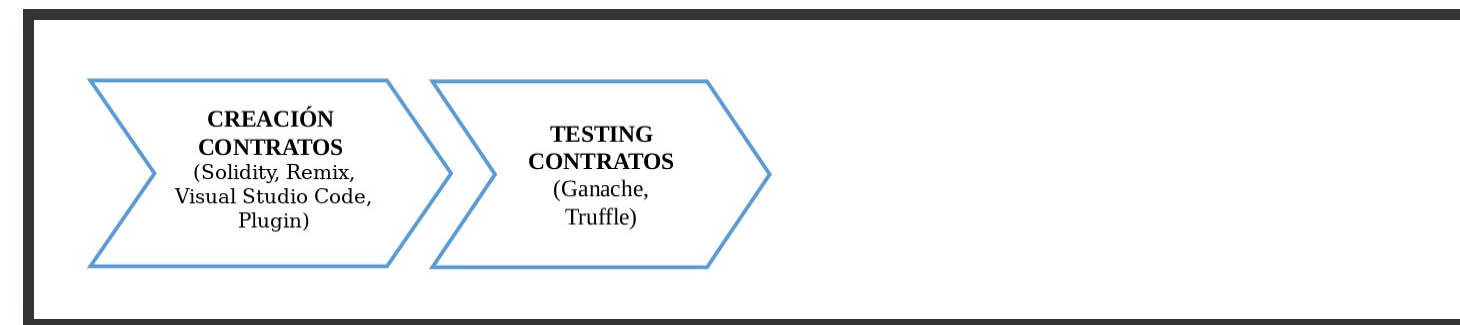 CREACIÓN
CONTRATOS
(Solidity, Remix,
Visual Studio Code,
Plugin)
TESTING
CONTRATOS
(Ganache,
Truffle)